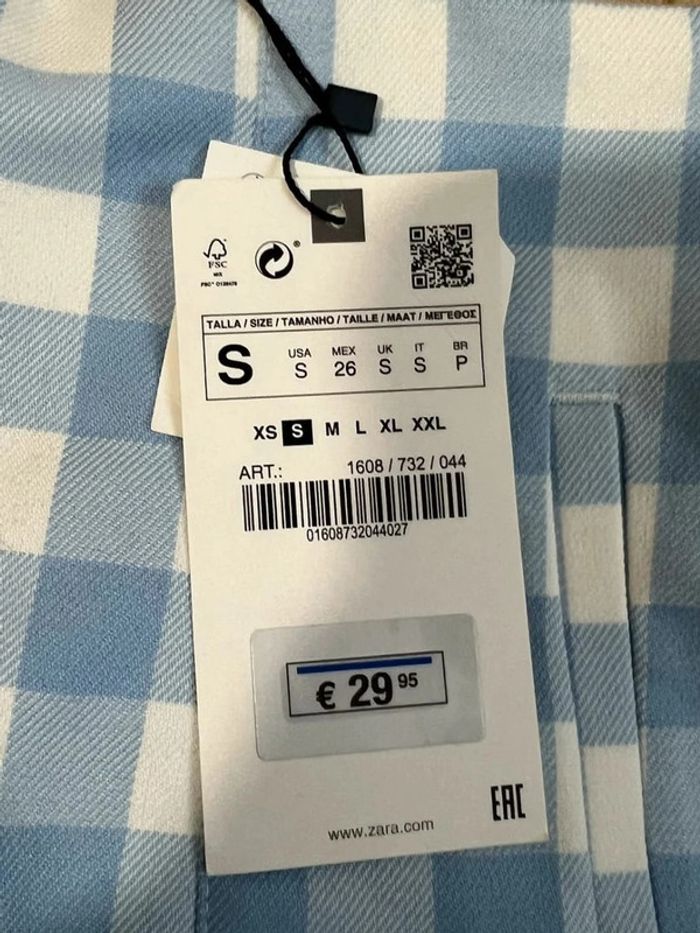 FSC
MIX
®
TALLA / SIZE / TAMANHO / TAILLE / MAAT / ΜΕΓΕΘΟΣ
S
USA MEX UK IT BR
S 26 S S P
XS S M L XL XXL
ART.: 1608 / 732 / 044
01608732044027
€ 29 95
EAC
www.zara.com